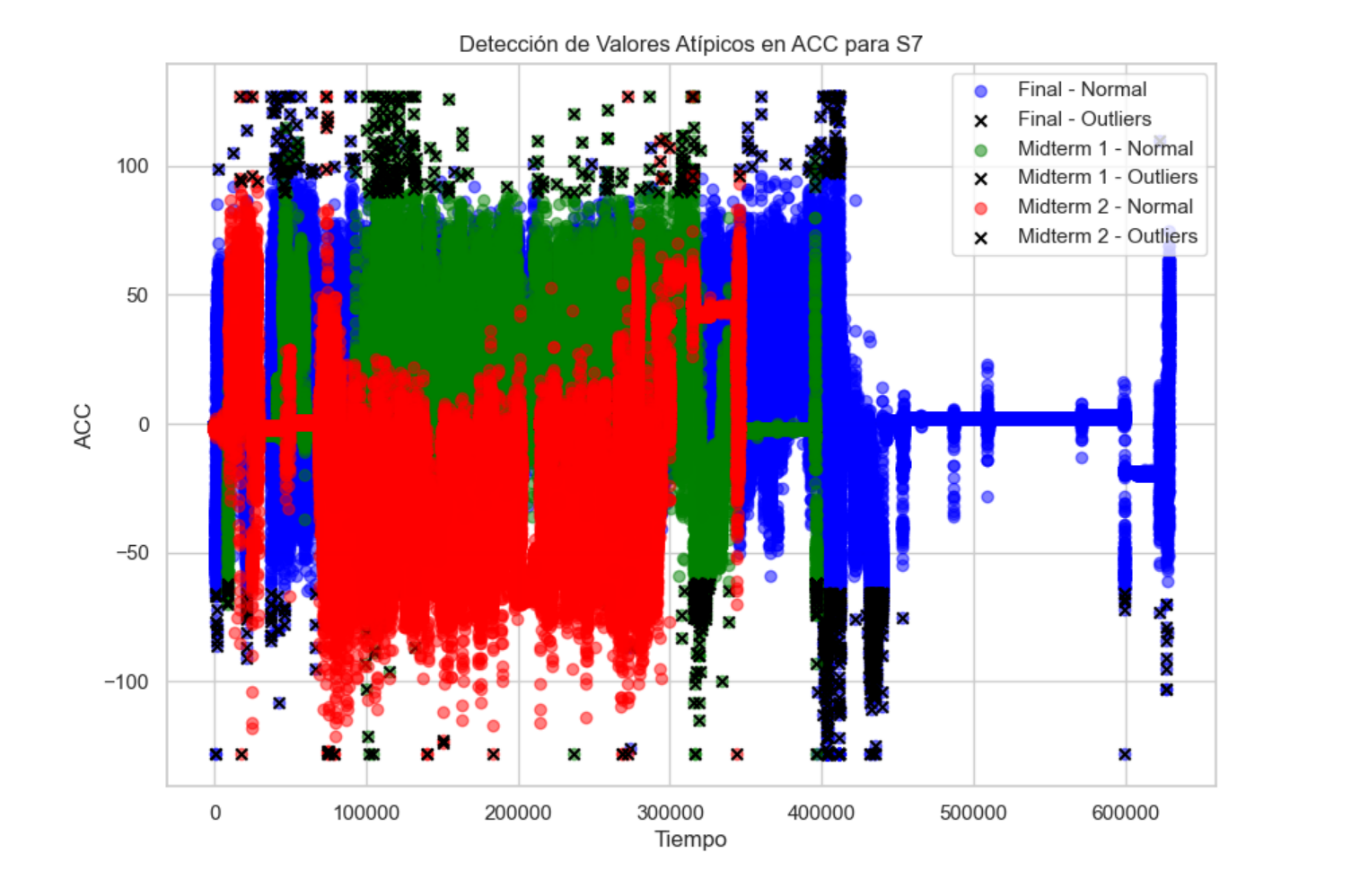 Detección de Valores Atípicos en ACC para S7
Final - Normal
Final - Outliers
Midterm 1 - Normal
Midterm 1 - Outliers
Midterm 2 - Normal
Midterm 2 - Outliers
ACC
100
50
0
−50
−100
0
100000
200000
300000
400000
500000
600000
Tiempo